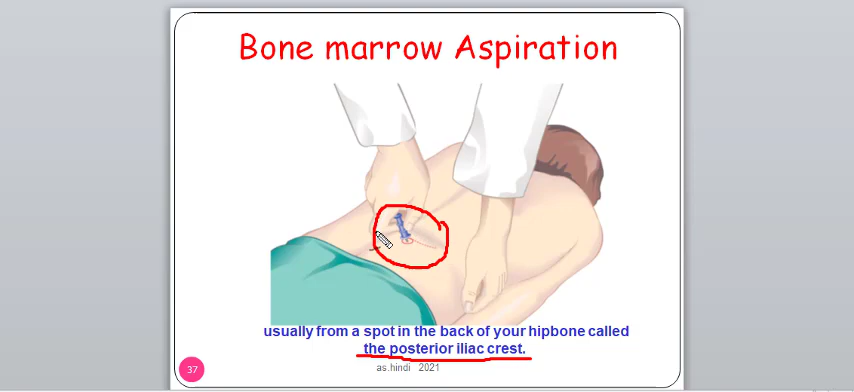 Bone marrow Aspiration
usually from a spot in the back of your hipbone called
the posterior iliac crest.
37
as.hindi 2021